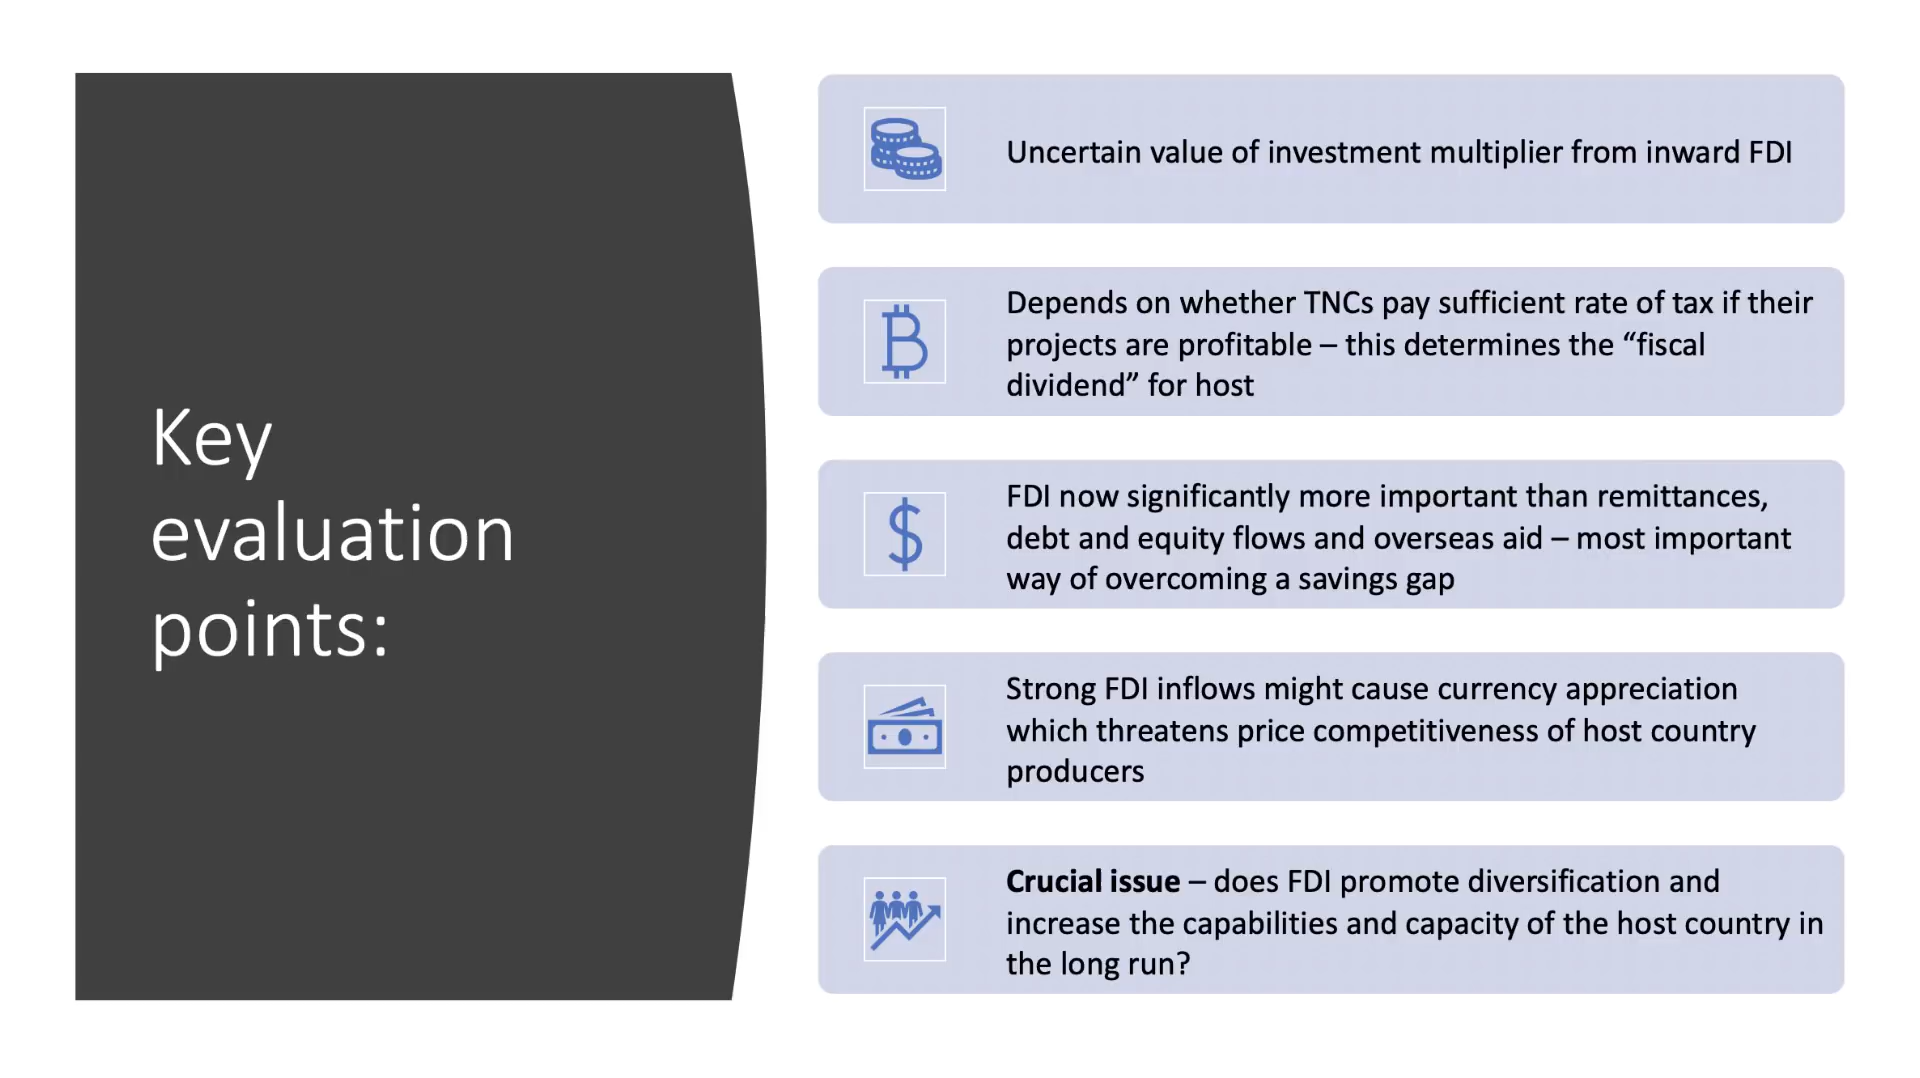 Key
evaluation
points:
Uncertain value of investment multiplier from inward FDI
Depends on whether TNCs pay sufficient rate of tax if their
projects are profitable – this determines the “fiscal
dividend” for host
FDI now significantly more important than remittances,
debt and equity flows and overseas aid – most important
way of overcoming a savings gap
Strong FDI inflows might cause currency appreciation
which threatens price competitiveness of host country
producers
Crucial issue – does FDI promote diversification and
increase the capabilities and capacity of the host country in
the long run?